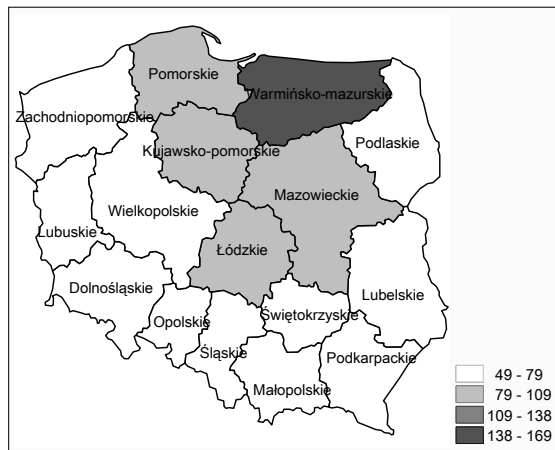 Pomorskie
Warmińsko-mazurskie
Zachodniopomorskie
Kujawsko-pomorskie
Podlaskie
Mazowieckie
Wielkopolskie
Lubuskie
Łódzkie
Dolnośląskie
Lubelskie
Opolskie
Świętokrzyskie
Śląskie
Podkarpackie
Małopolskie
49 - 79
79 - 109
109 - 138
138 - 169